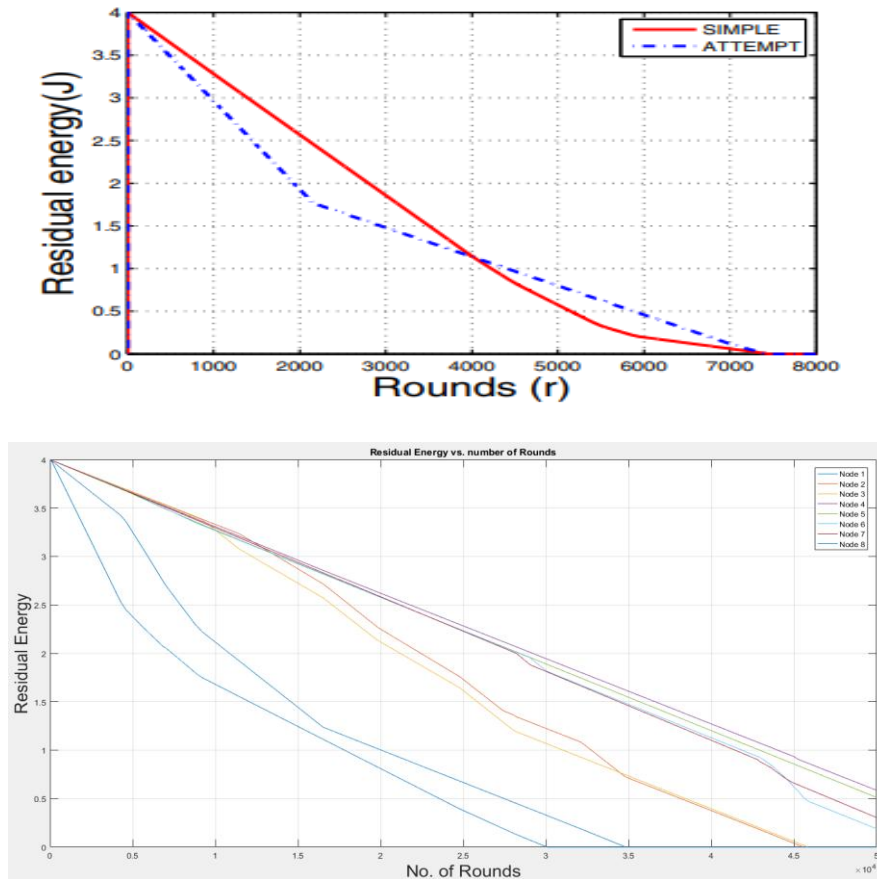 4
3.5
3
2.5
2
1.5
1
0.5
0
Residual energy(J)
SIMPLE
ATTEMPT
0 1000 2000 3000 4000 5000 6000 7000 8000
Rounds (r)
Residual Energy vs. number of Rounds
4
3.5
3
2.5
2
1.5
1
0.5
0
Residual Energy
Node 1
Node 2
Node 3
Node 4
Node 5
Node 6
Node 7
Node 8
0 0.5 1 1.5 2 2.5 3 3.5 4 4.5 5
No. of Rounds
× 10⁴